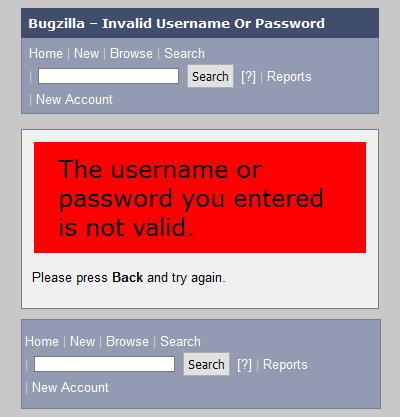 Bugzilla – Invalid Username Or Password
Home | New | Browse | Search
| Search [?] | Reports
| New Account
The username or
password you entered
is not valid.
Please press Back and try again.
Home | New | Browse | Search
| Search [?] | Reports
| New Account